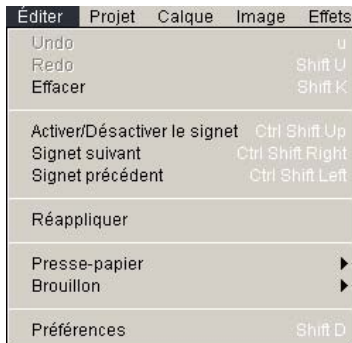 Éditer Projet Calque Image Effets
Undo u
Redo Shift U
Effacer Shift K
Activer/Désactiver le signet Ctrl Shift Up
Signet suivant Ctrl Shift Right
Signet précédent Ctrl Shift Left
Réappliquer
Presse-papier
Brouillon
Préférences Shift D